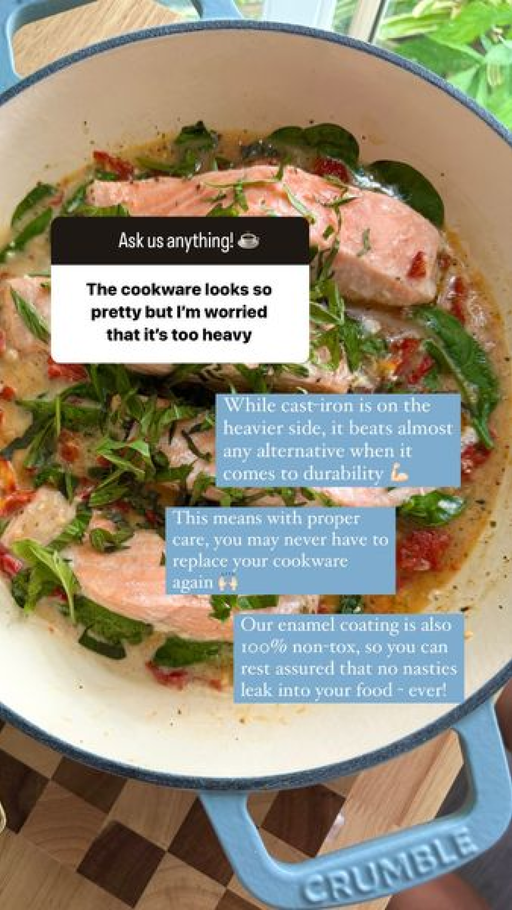 Ask us anything! ☕
The cookware looks so
pretty but I'm worried
that it's too heavy
While cast-iron is on the
heavier side, it beats almost
any alternative when it
comes to durability 💪🏻
This means with proper
care, you may never have to
replace your cookware
again 🙌🏻
Our enamel coating is also
100% non-tox, so you can
rest assured that no nasties
leak into your food - ever!
CRUMBLE